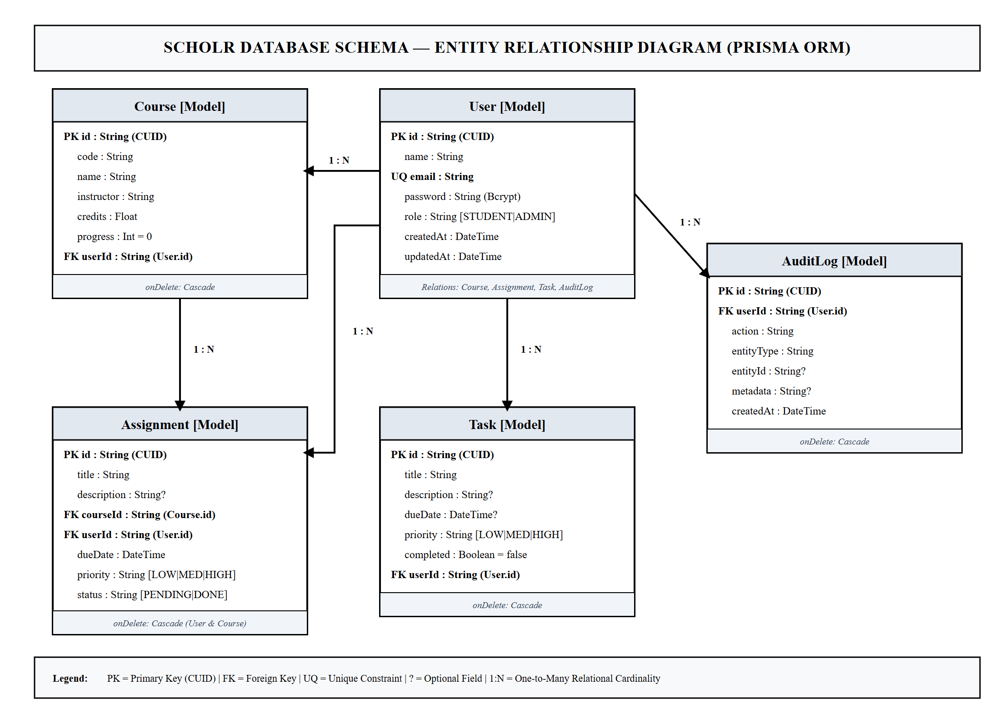 SCHOLR DATABASE SCHEMA — ENTITY RELATIONSHIP DIAGRAM (PRISMA ORM)
Course [Model]
PK id : String (CUID)
code : String
name : String
instructor : String
credits : Float
progress : Int = 0
FK userId : String (User.id)
onDelete: Cascade
1 : N
User [Model]
PK id : String (CUID)
name : String
UQ email : String
password : String (Bcrypt)
role : String [STUDENT|ADMIN]
createdAt : DateTime
updatedAt : DateTime
Relations: Course, Assignment, Task, AuditLog
1 : N
AuditLog [Model]
PK id : String (CUID)
FK userId : String (User.id)
action : String
entityType : String
entityId : String?
metadata : String?
createdAt : DateTime
onDelete: Cascade
1 : N
1 : N
1 : N
Assignment [Model]
PK id : String (CUID)
title : String
description : String?
FK courseId : String (Course.id)
FK userId : String (User.id)
dueDate : DateTime
priority : String [LOW|MED|HIGH]
status : String [PENDING|DONE]
onDelete: Cascade (User & Course)
Task [Model]
PK id : String (CUID)
title : String
description : String?
dueDate : DateTime?
priority : String [LOW|MED|HIGH]
completed : Boolean = false
FK userId : String (User.id)
onDelete: Cascade
Legend: PK = Primary Key (CUID) | FK = Foreign Key | UQ = Unique Constraint | ? = Optional Field | 1:N = One-to-Many Relational Cardinality